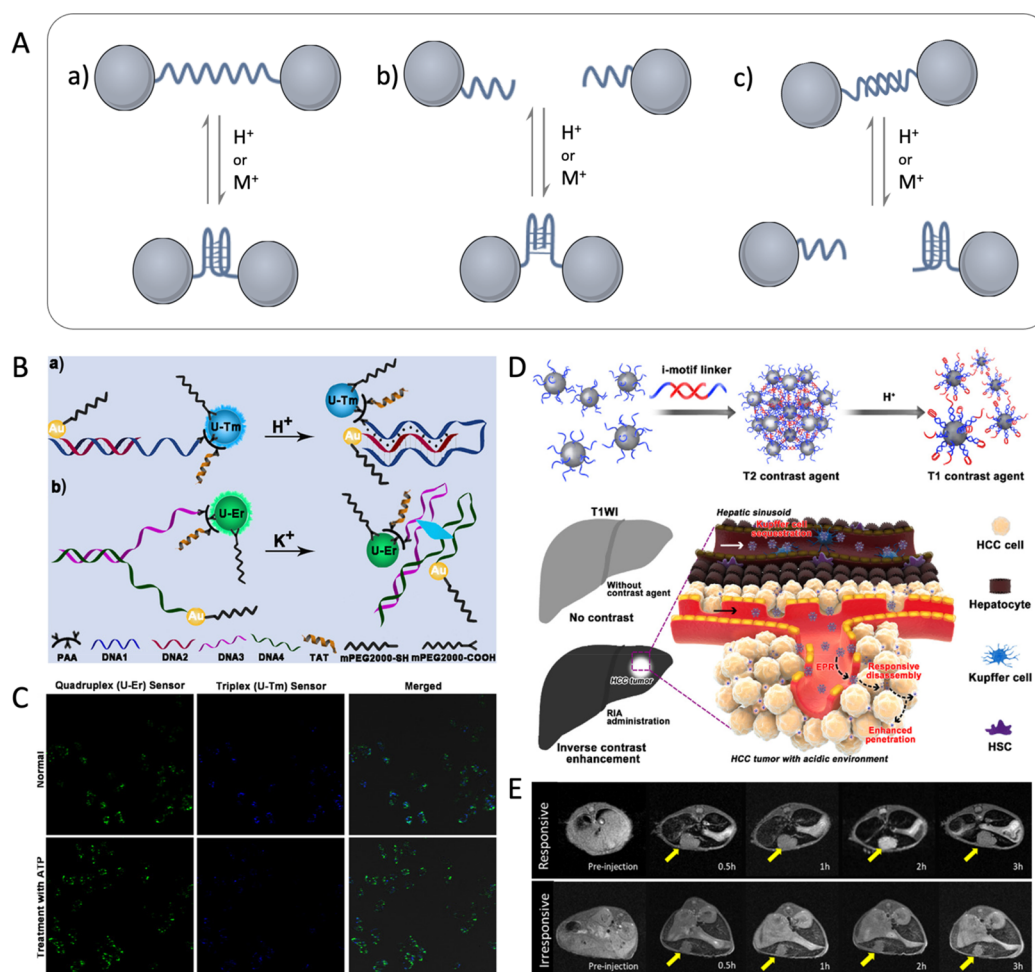 A
a)
H+
or
M+
b)
H+
or
M+
c)
H+
or
M+
B
a)
Au
U-Tm
H+
U-Tm
Au
b)
U-Er
K+
U-Er
Au
Au
PAA
DNA1
DNA2
DNA3
DNA4
TAT
mPEG2000-SH
mPEG2000-COOH
C
Quadruplex (U-Er) Sensor
Triplex (U-Tm) Sensor
Merged
Normal
Treatment with ATP
D
i-motif linker
H+
T2 contrast agent
T1 contrast agent
T1WI
Without
contrast agent
No contrast
HCC tumor
RIA
administration
Inverse contrast
enhancement
Hepatic sinusoid
Kupffer cell
sequestration
EPR
Responsive
disassembly
Enhanced
penetration
HCC tumor with acidic environment
HCC cell
Hepatocyte
Kupffer cell
HSC
E
Responsive
Pre-injection
0.5h
1h
2h
3h
Irresponsive
Pre-injection
0.5h
1h
2h
3h